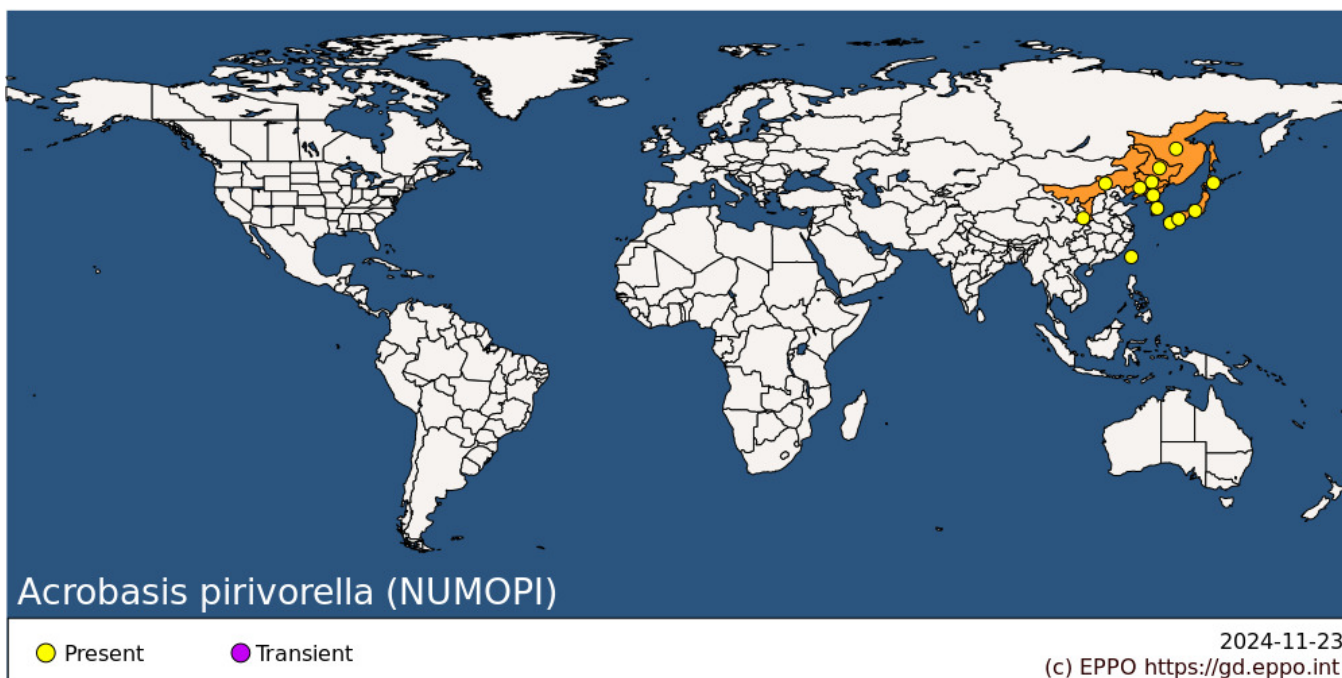 Acrobasis pirivorella (NUMOPI)
Present
Transient
2024-11-23
(c) EPPO https://gd.eppo.int